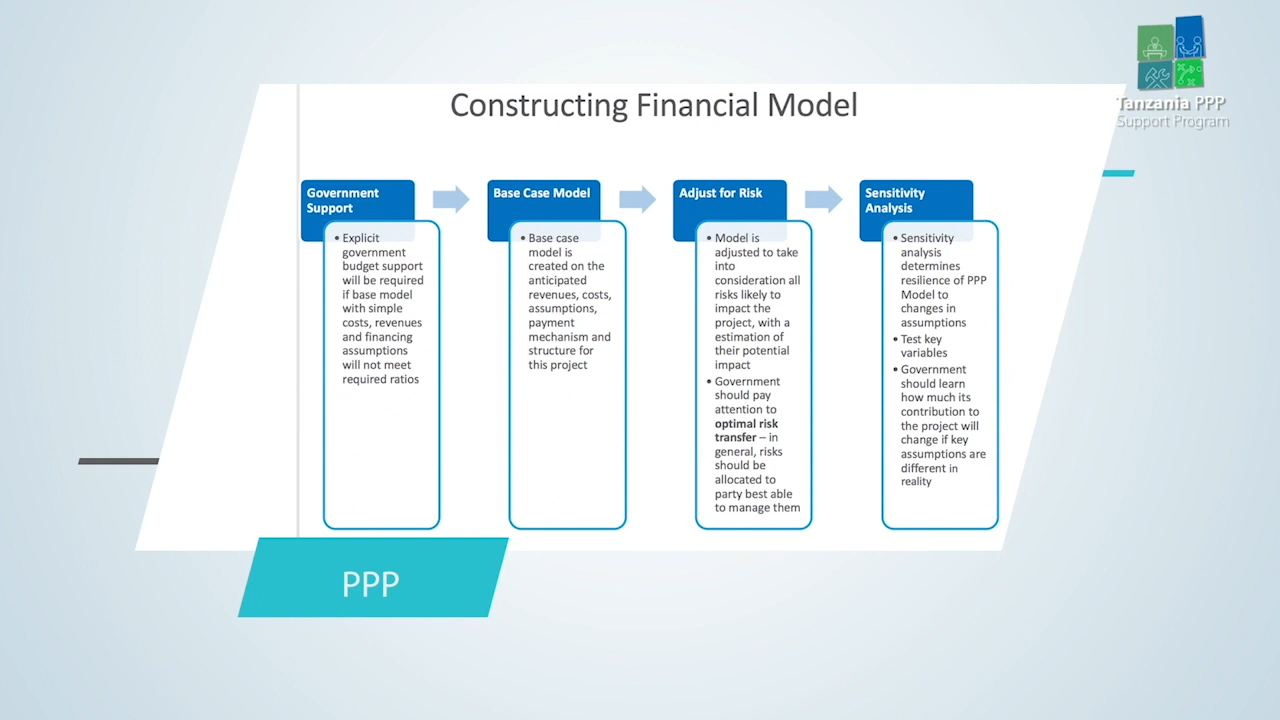 Tanzania PPP
Support Program
Constructing Financial Model
Government
Support
• Explicit
government
budget support
will be required
if base model
with simple
costs, revenues
and financing
assumptions
will not meet
required ratios
Base Case Model
• Base case
model is
created on the
anticipated
revenues, costs,
assumptions,
payment
mechanism and
structure for
this project
Adjust for Risk
• Model is
adjusted to take
into
consideration all
risks likely to
impact the
project, with a
estimation of
their potential
impact
• Government
should pay
attention to
optimal risk
transfer – in
general, risks
should be
allocated to
party best able
to manage them
Sensitivity
Analysis
• Sensitivity
analysis
determines
resilience of PPP
Model to
changes in
assumptions
• Test key
variables
• Government
should learn
how much its
contribution to
the project will
change if key
assumptions are
different in
reality
PPP